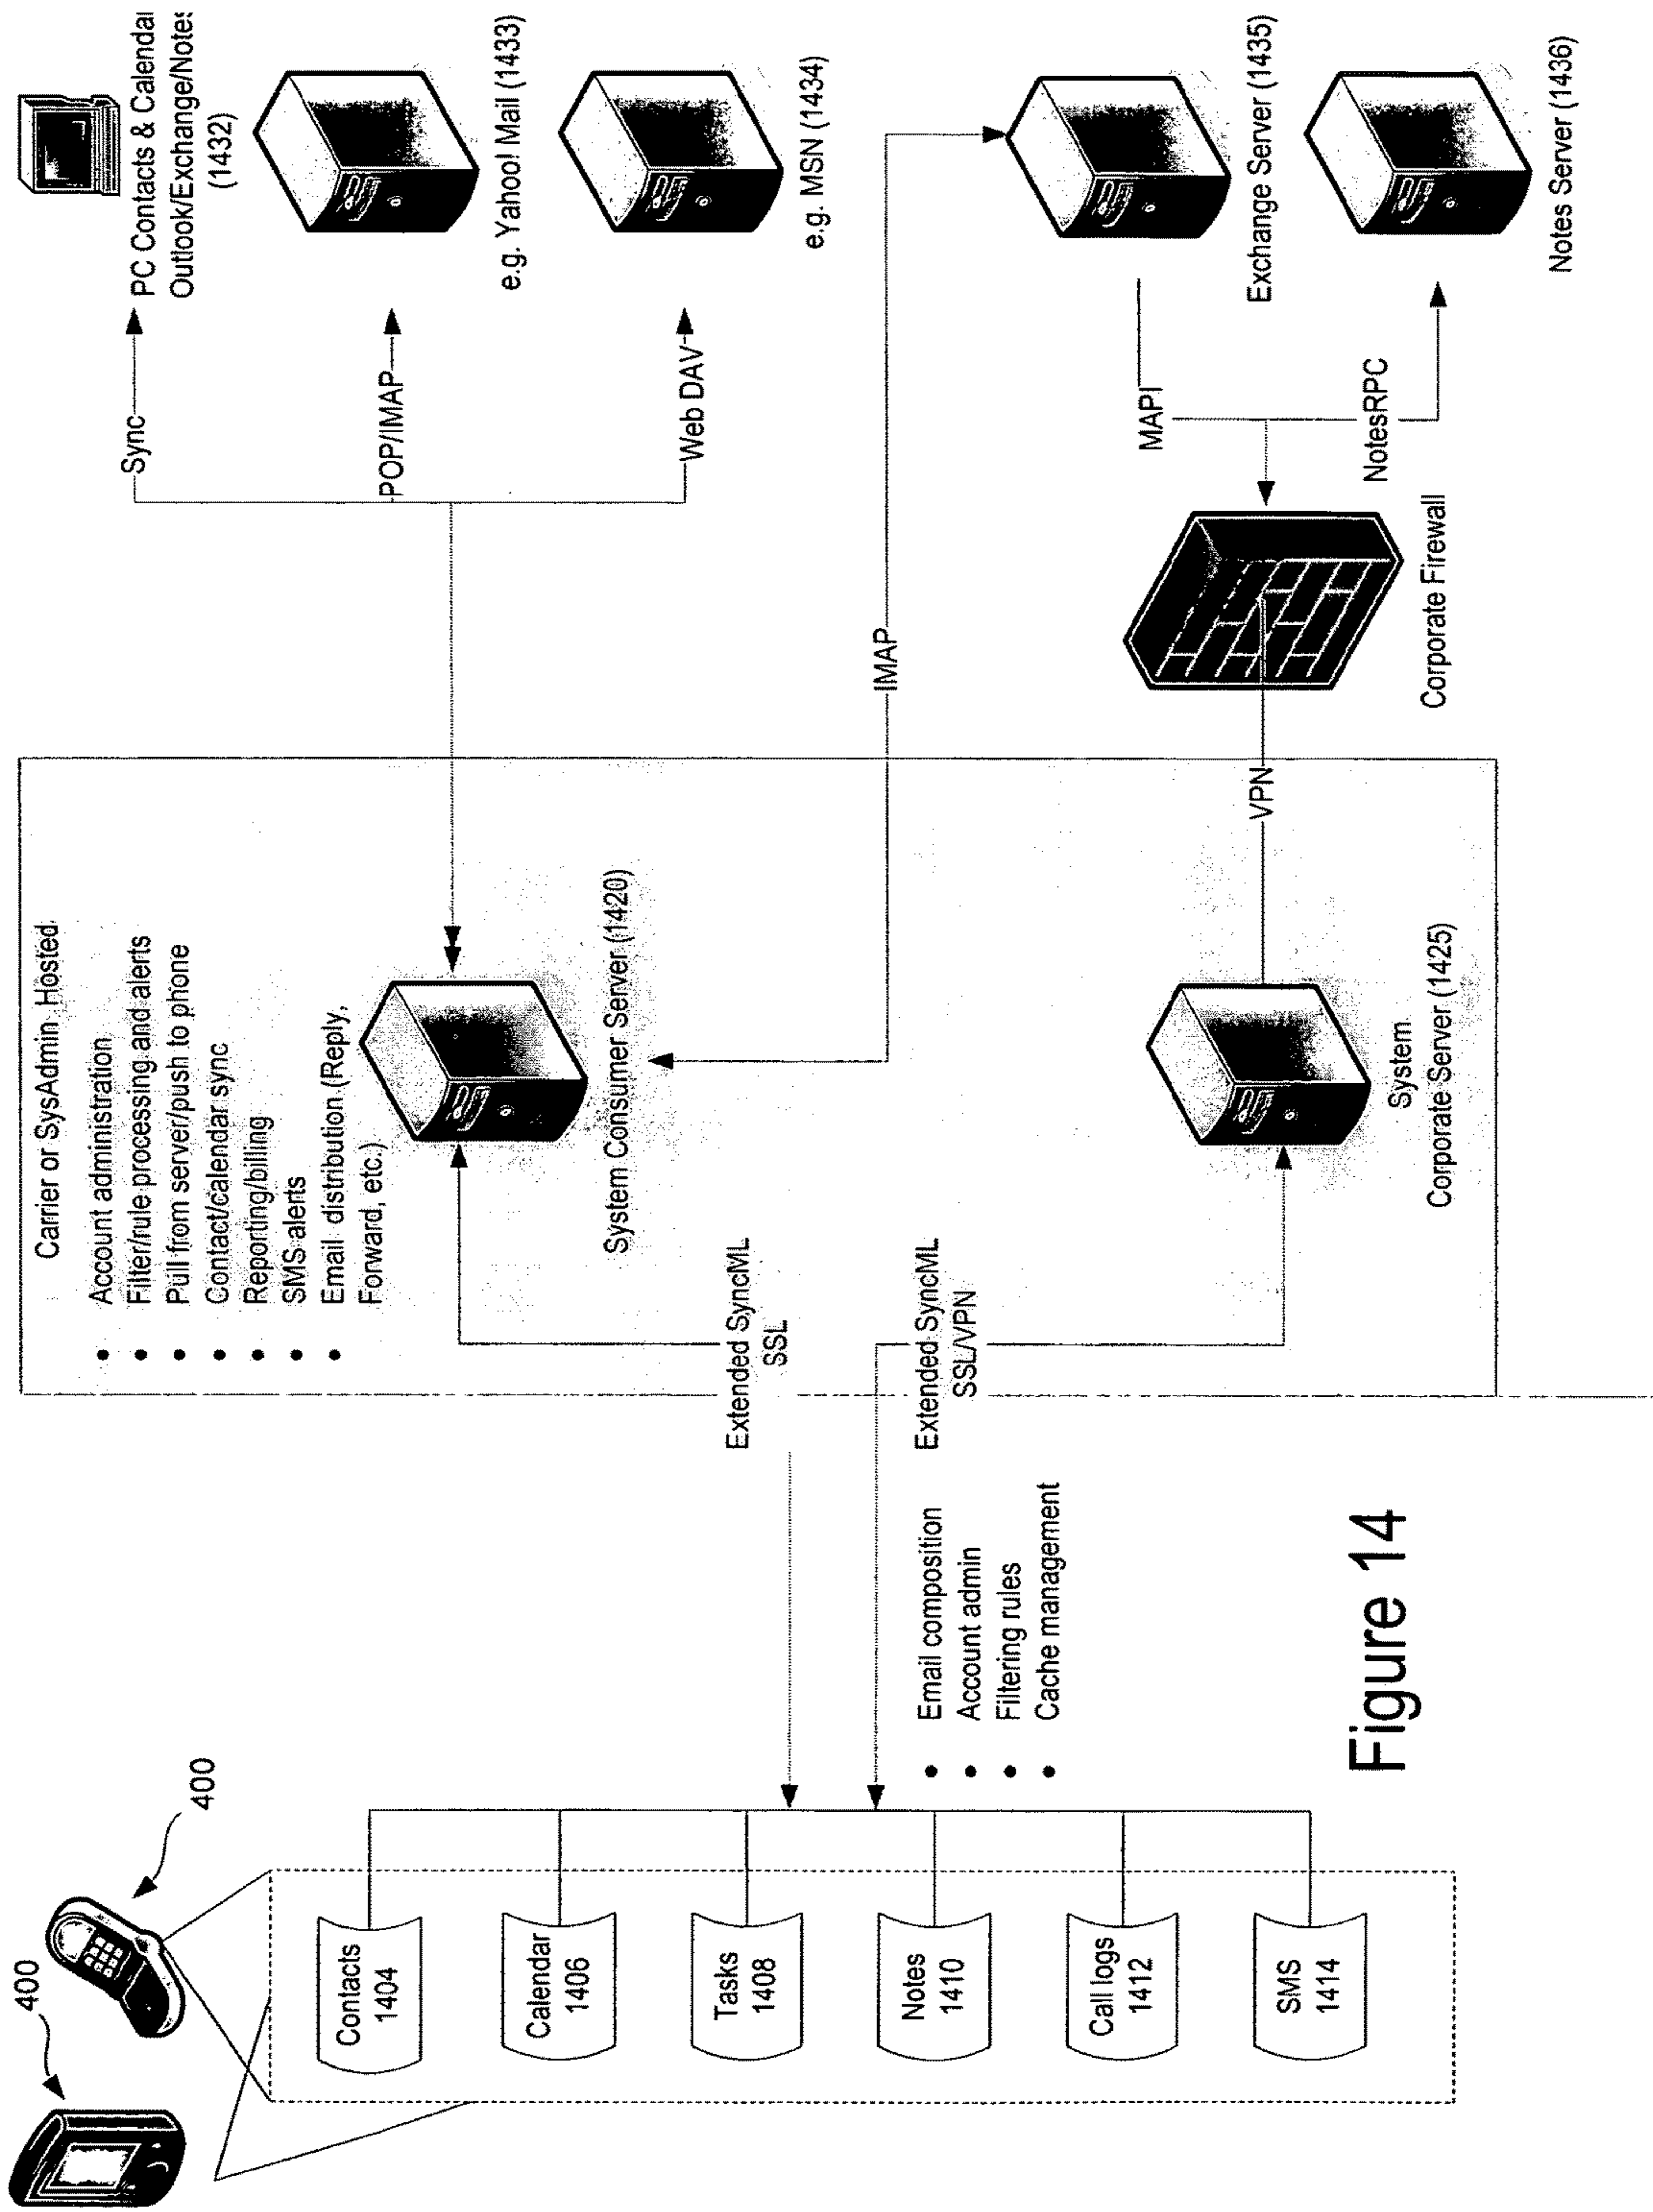 400
400
Contacts
1404
Calendar
1406
Tasks
1408
Notes
1410
Call logs
1412
SMS
1414
• Email composition
• Account admin
• Filtering rules
• Cache management
Extended SyncML
SSL
Extended SyncML
SSL/VPN
Carrier or SysAdmin Hosted
• Account administration
• Filter/rule processing and alerts
• Pull from server/push to phone
• Contact/calendar sync
• Reporting/billing
• SMS alerts
• Email distribution (Reply,
Forward, etc.)
System Consumer Server (1420)
System
Corporate Server (1425)
VPN
IMAP
Corporate Firewall
Sync
POP/IMAP
Web DAV
MAPI
NotesRPC
PC Contacts & Calendar
Outlook/Exchange/Notes
(1432)
e.g. Yahoo! Mail (1433)
e.g. MSN (1434)
Exchange Server (1435)
Notes Server (1436)
Figure 14